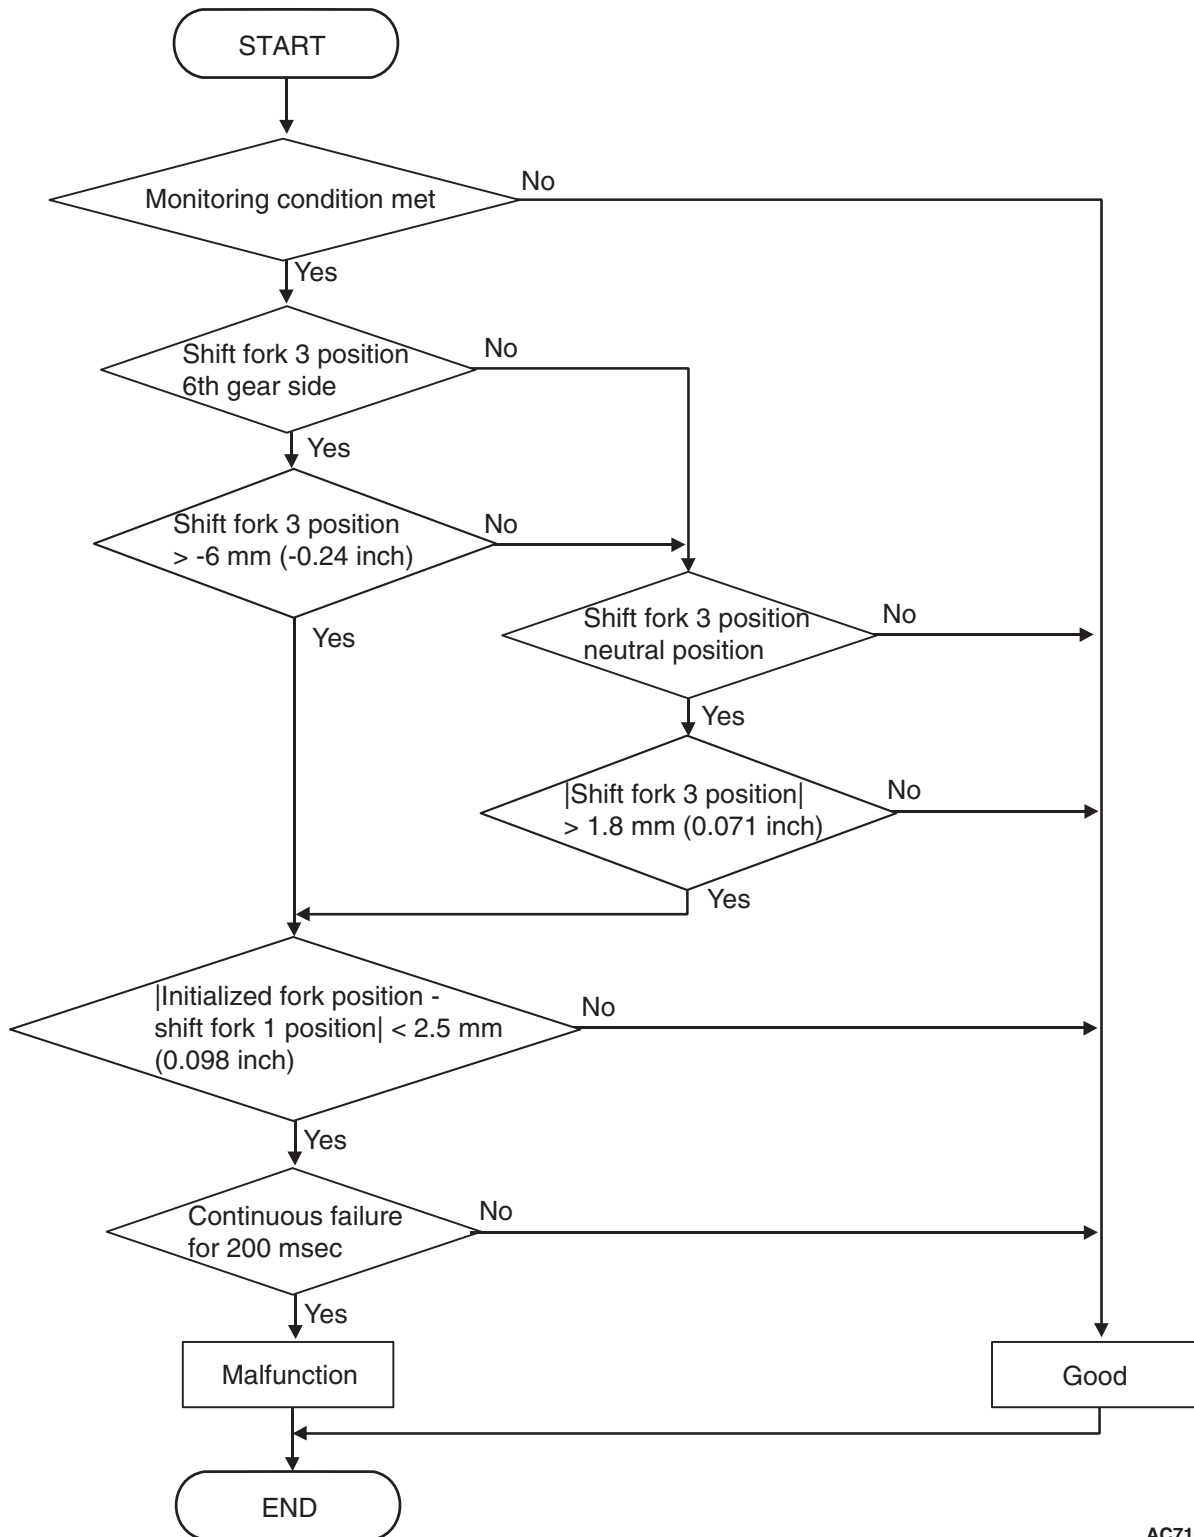 START
Monitoring condition met
No
Yes
Shift fork 3 position
6th gear side
No
Yes
Shift fork 3 position
> -6 mm (-0.24 inch)
No
Yes
Shift fork 3 position
neutral position
No
Yes
|Shift fork 3 position|
> 1.8 mm (0.071 inch)
No
Yes
|Initialized fork position -
shift fork 1 position| < 2.5 mm
(0.098 inch)
No
Yes
Continuous failure
for 200 msec
No
Yes
Malfunction
Good
END
AC71